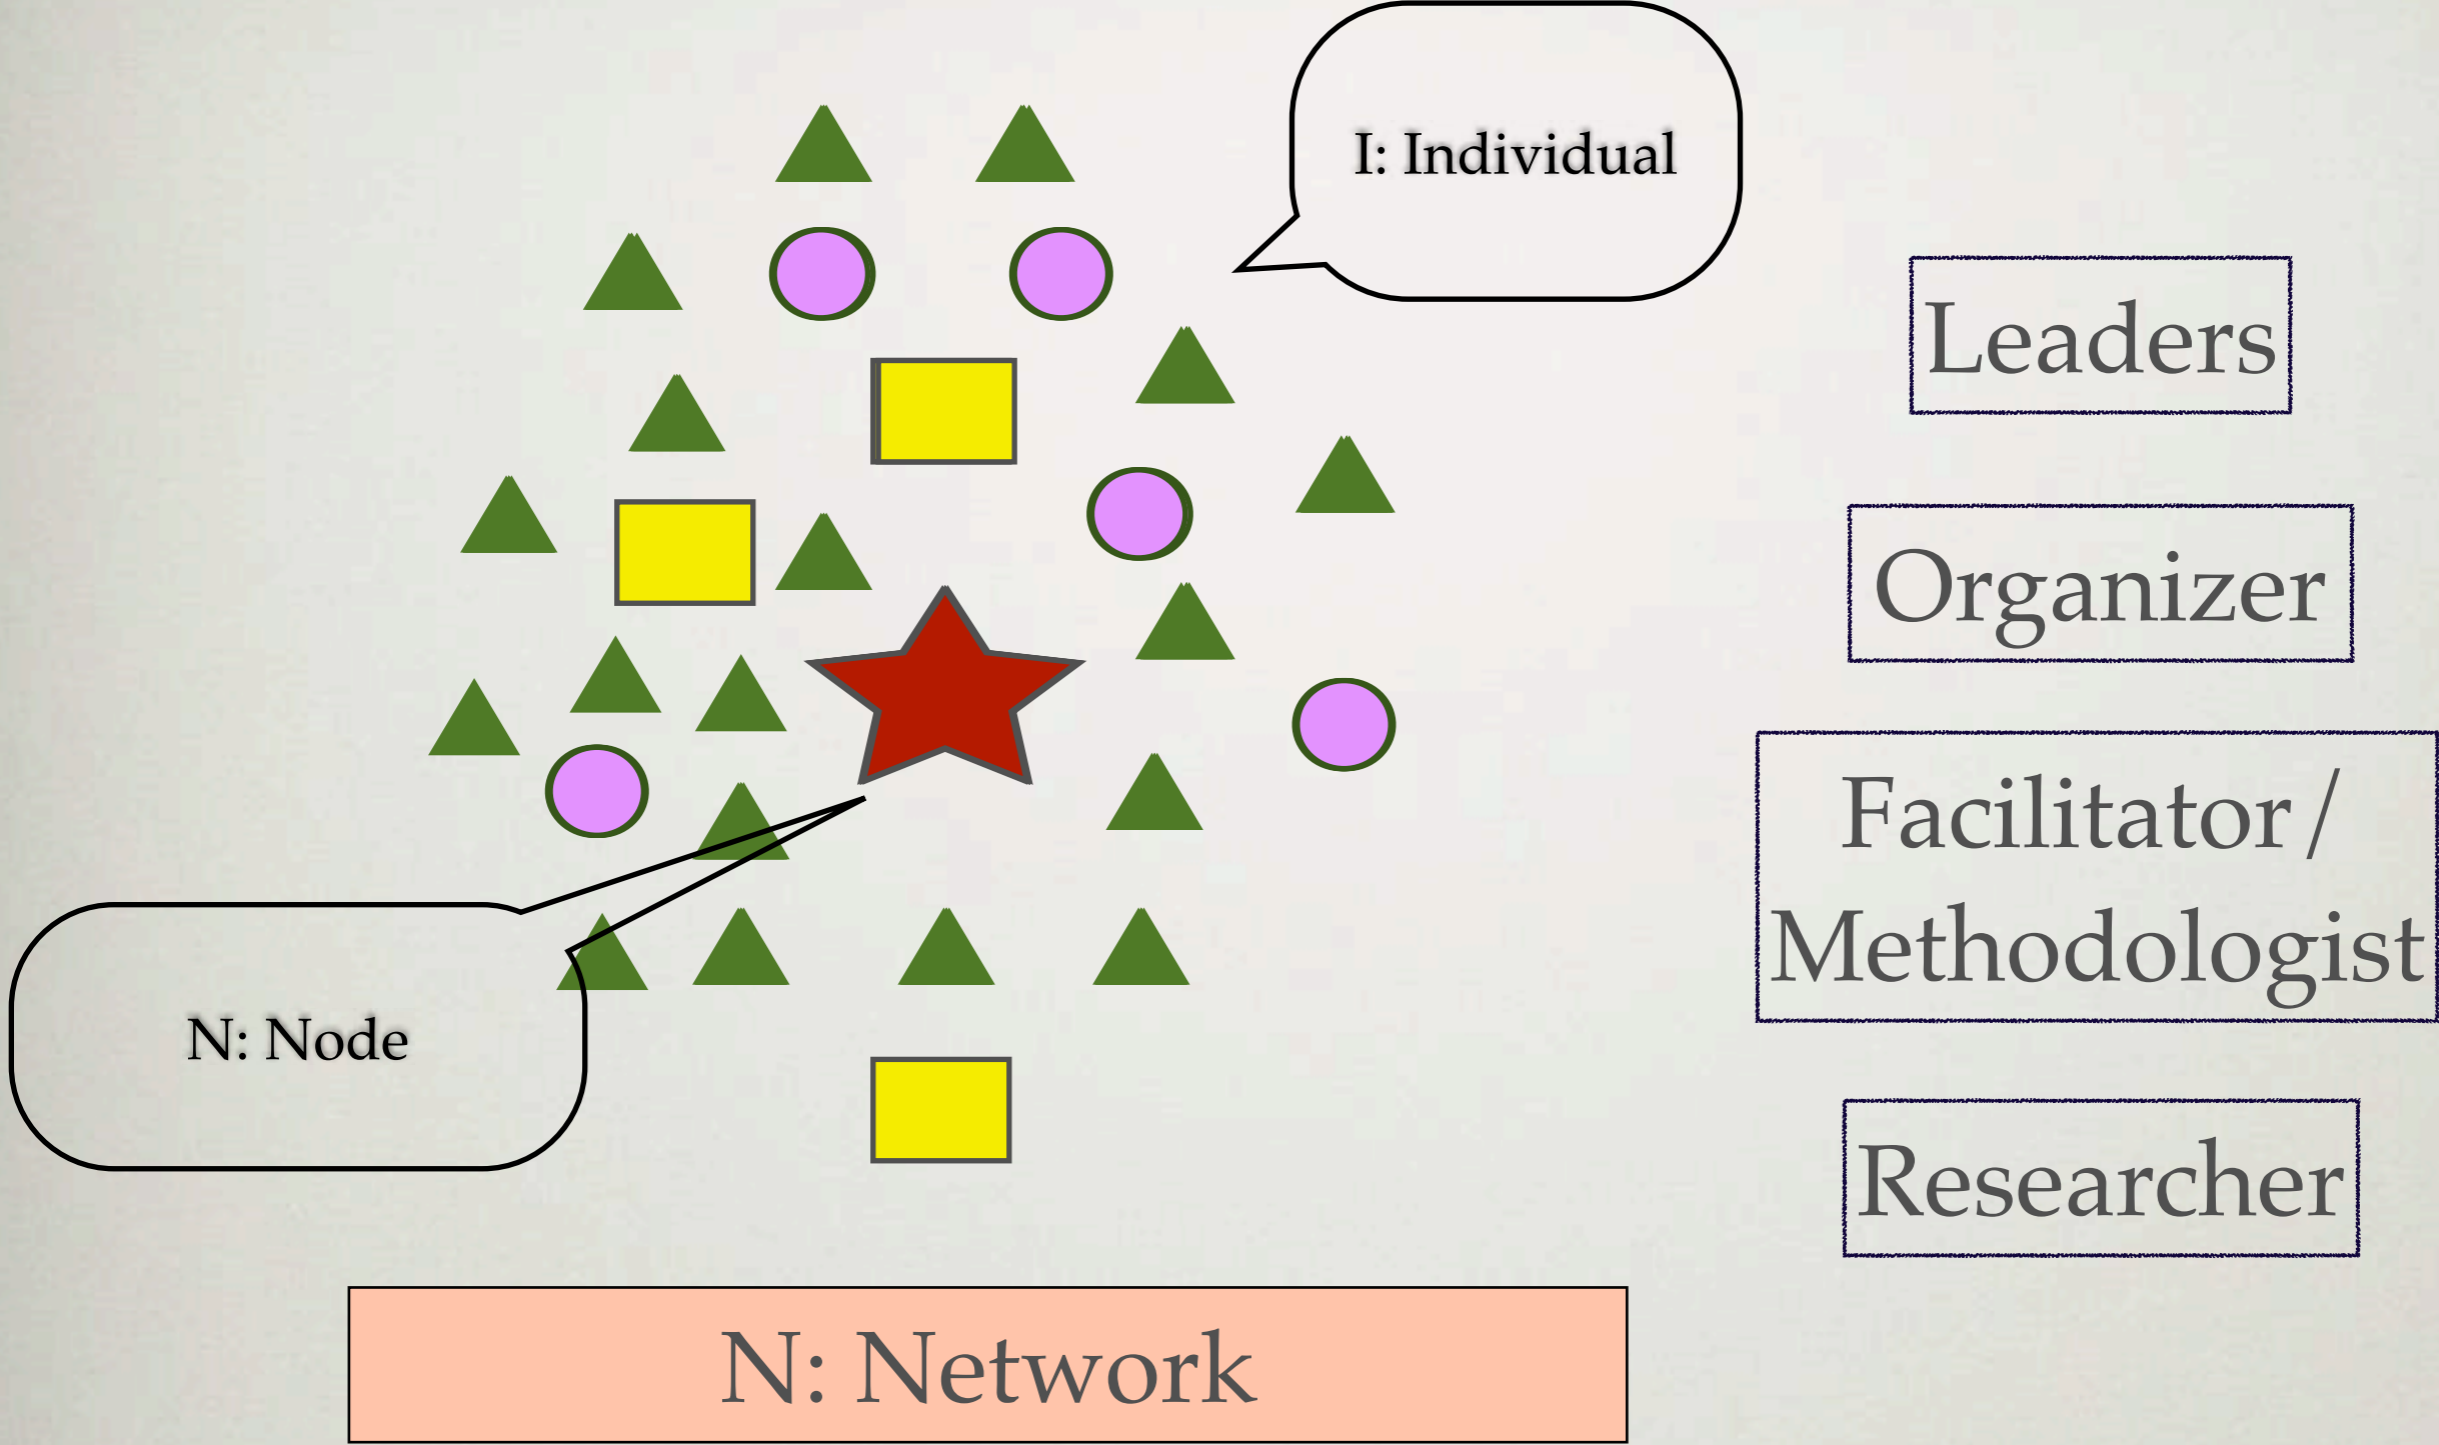 I: Individual
Leaders
Organizer
Facilitator/
Methodologist
N: Node
Researcher
N: Network